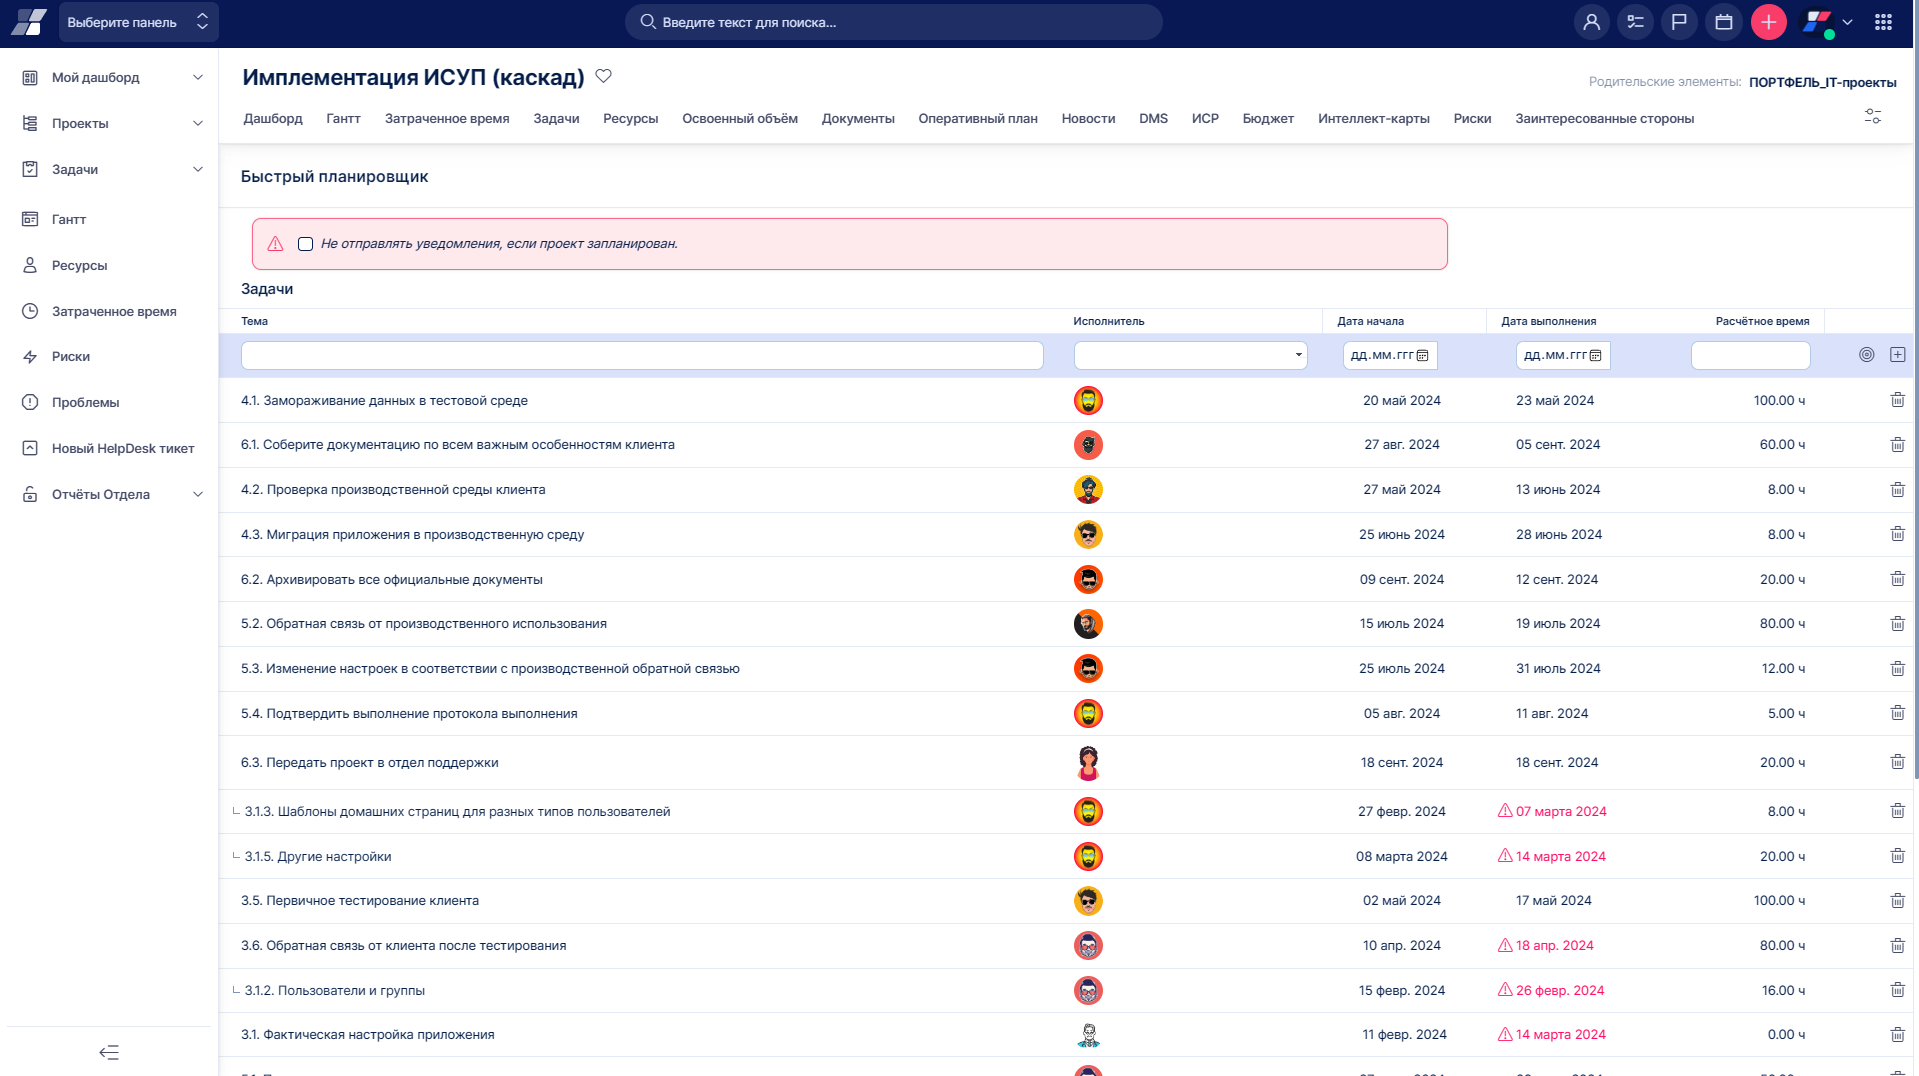 Выберите панель
Введите текст для поиска...
Мой дашборд
Проекты
Задачи
Гантт
Ресурсы
Затраченное время
Риски
Проблемы
Новый HelpDesk тикет
Отчёты Отдела
Имплементация ИСУП (каскад)
Родительские элементы: ПОРТФЕЛЬ_IT-проекты
Дашборд Гантт Затраченное время Задачи Ресурсы Освоенный объём Документы Оперативный план Новости DMS ИСР Бюджет Интеллект-карты Риски Заинтересованные стороны
Быстрый планировщик
Не отправлять уведомления, если проект запланирован.
Задачи
Тема Исполнитель Дата начала Дата выполнения Расчётное время
дд.мм.ггг дд.мм.ггг
4.1. Замораживание данных в тестовой среде 20 май 2024 23 май 2024 100.00 ч
6.1. Соберите документацию по всем важным особенностям клиента 27 авг. 2024 05 сент. 2024 60.00 ч
4.2. Проверка производственной среды клиента 27 май 2024 13 июнь 2024 8.00 ч
4.3. Миграция приложения в производственную среду 25 июнь 2024 28 июнь 2024 8.00 ч
6.2. Архивировать все официальные документы 09 сент. 2024 12 сент. 2024 20.00 ч
5.2. Обратная связь от производственного использования 15 июль 2024 19 июль 2024 80.00 ч
5.3. Изменение настроек в соответствии с производственной обратной связью 25 июль 2024 31 июль 2024 12.00 ч
5.4. Подтвердить выполнение протокола выполнения 05 авг. 2024 11 авг. 2024 5.00 ч
6.3. Передать проект в отдел поддержки 18 сент. 2024 18 сент. 2024 20.00 ч
3.1.3. Шаблоны домашних страниц для разных типов пользователей 27 февр. 2024 07 марта 2024 8.00 ч
3.1.5. Другие настройки 08 марта 2024 14 марта 2024 20.00 ч
3.5. Первичное тестирование клиента 02 май 2024 17 май 2024 100.00 ч
3.6. Обратная связь от клиента после тестирования 10 апр. 2024 18 апр. 2024 80.00 ч
3.1.2. Пользователи и группы 15 февр. 2024 26 февр. 2024 16.00 ч
3.1. Фактическая настройка приложения 11 февр. 2024 14 марта 2024 0.00 ч